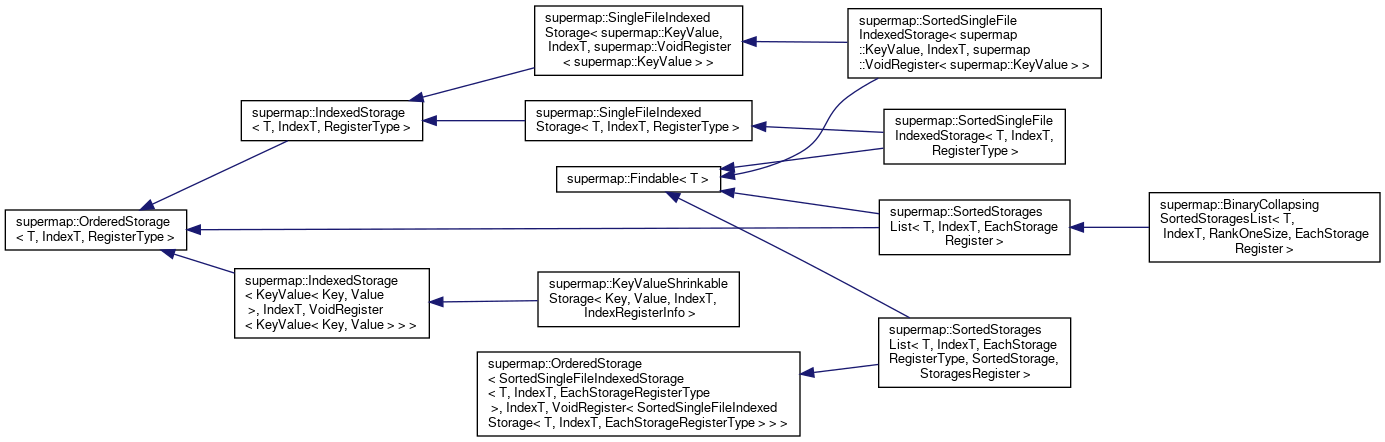 supermap::SingleFileIndexed
Storage< supermap::KeyValue,
IndexT, supermap::VoidRegister
< supermap::KeyValue > >
supermap::SortedSingleFile
IndexedStorage< supermap
::KeyValue, IndexT, supermap
::VoidRegister< supermap::KeyValue > >
supermap::IndexedStorage
< T, IndexT, RegisterType >
supermap::SingleFileIndexed
Storage< T, IndexT, RegisterType >
supermap::SortedSingleFile
IndexedStorage< T, IndexT,
RegisterType >
supermap::Findable< T >
supermap::OrderedStorage
< T, IndexT, RegisterType >
supermap::SortedStorages
List< T, IndexT, EachStorage
Register >
supermap::BinaryCollapsing
SortedStoragesList< T,
IndexT, RankOneSize, EachStorage
Register >
supermap::IndexedStorage
< KeyValue< Key, Value
>, IndexT, VoidRegister
< KeyValue< Key, Value > > >
supermap::KeyValueShrinkable
Storage< Key, Value, IndexT,
IndexRegisterInfo >
supermap::SortedStorages
List< T, IndexT, EachStorage
RegisterType, SortedStorage,
StoragesRegister >
supermap::OrderedStorage
< SortedSingleFileIndexedStorage
< T, IndexT, EachStorageRegisterType
>, IndexT, VoidRegister< SortedSingleFileIndexed
Storage< T, IndexT, EachStorageRegisterType > > >